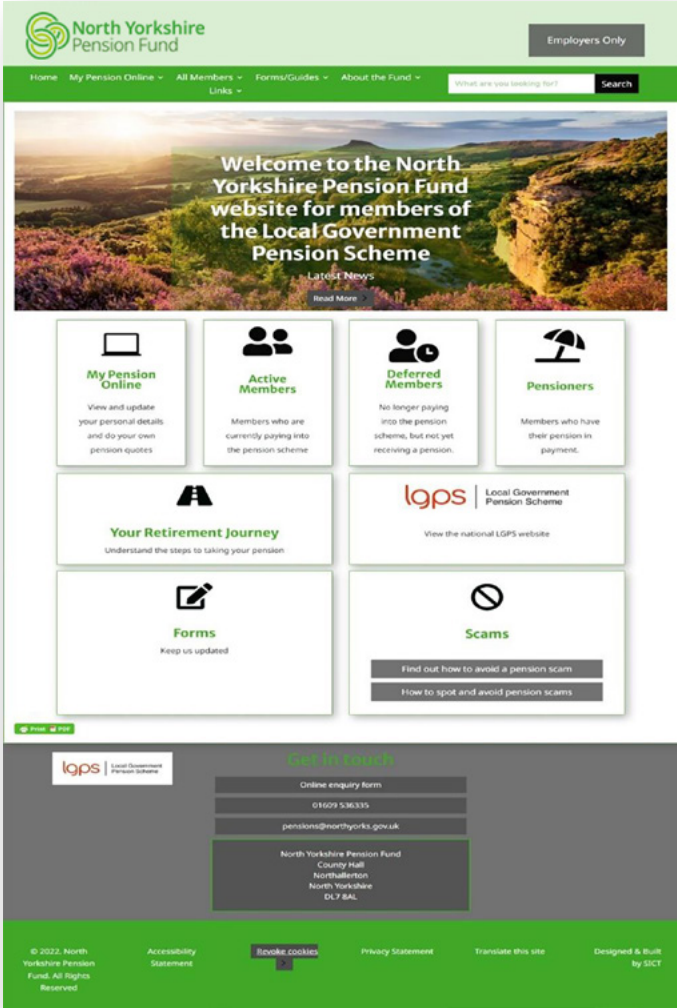 North Yorkshire
Pension Fund
Employers Only
Home My Pension Online All Members Forms/Guides About the Fund
Links
What are you looking for?
Search
Welcome to the North
Yorkshire Pension Fund
website for members of
the Local Government
Pension Scheme
Latest News
Read More
My Pension
Online
View and update
your personal details
and do your own
pension quotes
Active
Members
Members who are
currently paying into
the pension scheme
Deferred
Members
No longer paying
into the pension
scheme, but not yet
receiving a pension.
Pensioners
Members who have
their pension in
payment.
Your Retirement Journey
Understand the steps to taking your pension
lgps Local Government
Pension Scheme
View the national LGPS website
Forms
Keep us updated
Scams
Find out how to avoid a pension scam
How to spot and avoid pension scams
Print PDF
lgps Local Government
Pension Scheme
Get in touch
Online enquiry form
01609 536335
pensions@northyorks.gov.uk
North Yorkshire Pension Fund
County Hall
Northallerton
North Yorkshire
DL7 8AL
© 2022. North
Yorkshire Pension
Fund. All Rights
Reserved
Accessibility
Statement
Revoke cookies
Privacy Statement
Translate this site
Designed & Built
by SICT